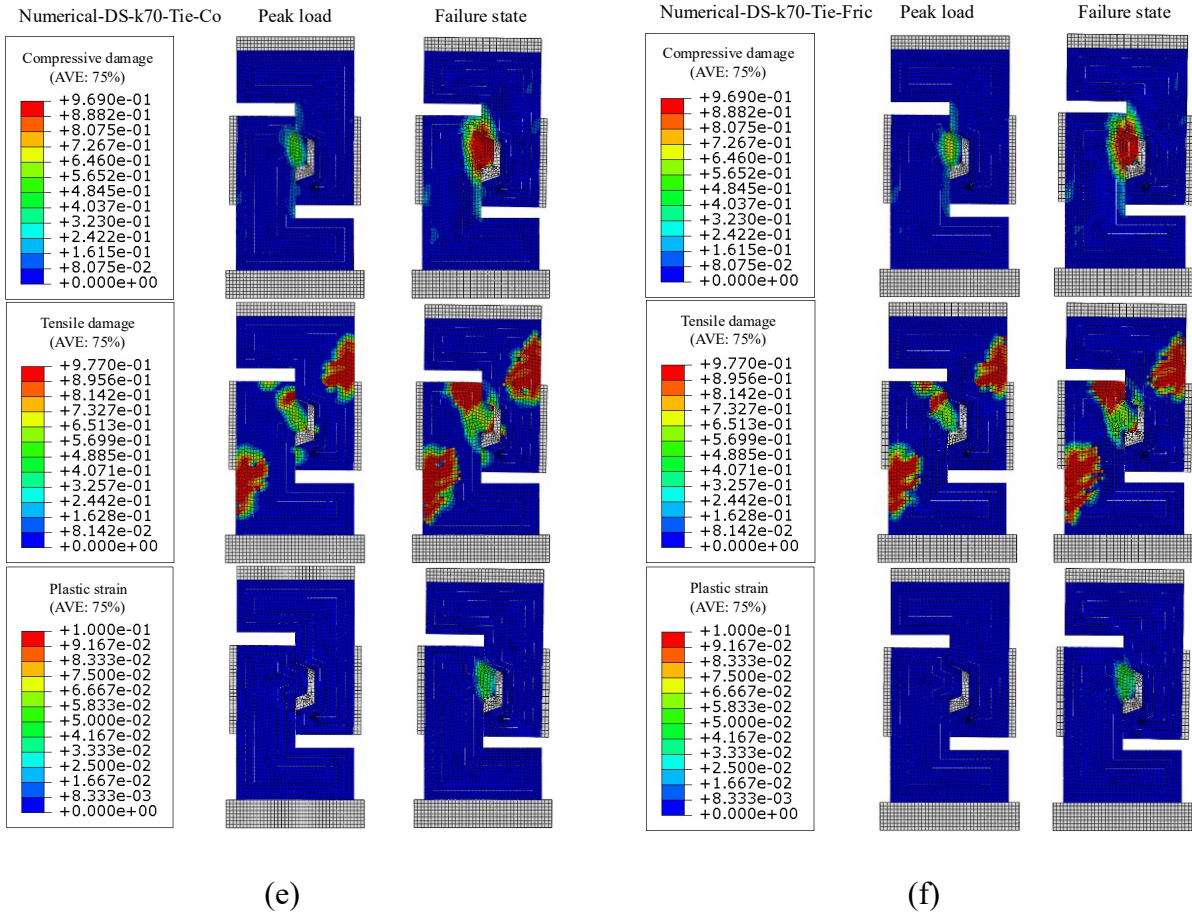 Numerical-DS-k70-Tie-Co
Peak load
Failure state
Compressive damage
(AVE: 75%)
+9.690e-01
+8.882e-01
+8.075e-01
+7.267e-01
+6.460e-01
+5.652e-01
+4.845e-01
+4.037e-01
+3.230e-01
+2.422e-01
+1.615e-01
+8.075e-02
+0.000e+00
Tensile damage
(AVE: 75%)
+9.770e-01
+8.956e-01
+8.142e-01
+7.327e-01
+6.513e-01
+5.699e-01
+4.885e-01
+4.071e-01
+3.257e-01
+2.442e-01
+1.628e-01
+8.142e-02
+0.000e+00
Plastic strain
(AVE: 75%)
+1.000e-01
+9.167e-02
+8.333e-02
+7.500e-02
+6.667e-02
+5.833e-02
+5.000e-02
+4.167e-02
+3.333e-02
+2.500e-02
+1.667e-02
+8.333e-03
+0.000e+00
(e)
Numerical-DS-k70-Tie-Fric
Peak load
Failure state
Compressive damage
(AVE: 75%)
+9.690e-01
+8.882e-01
+8.075e-01
+7.267e-01
+6.460e-01
+5.652e-01
+4.845e-01
+4.037e-01
+3.230e-01
+2.422e-01
+1.615e-01
+8.075e-02
+0.000e+00
Tensile damage
(AVE: 75%)
+9.770e-01
+8.956e-01
+8.142e-01
+7.327e-01
+6.513e-01
+5.699e-01
+4.885e-01
+4.071e-01
+3.257e-01
+2.442e-01
+1.628e-01
+8.142e-02
+0.000e+00
Plastic strain
(AVE: 75%)
+1.000e-01
+9.167e-02
+8.333e-02
+7.500e-02
+6.667e-02
+5.833e-02
+5.000e-02
+4.167e-02
+3.333e-02
+2.500e-02
+1.667e-02
+8.333e-03
+0.000e+00
(f)